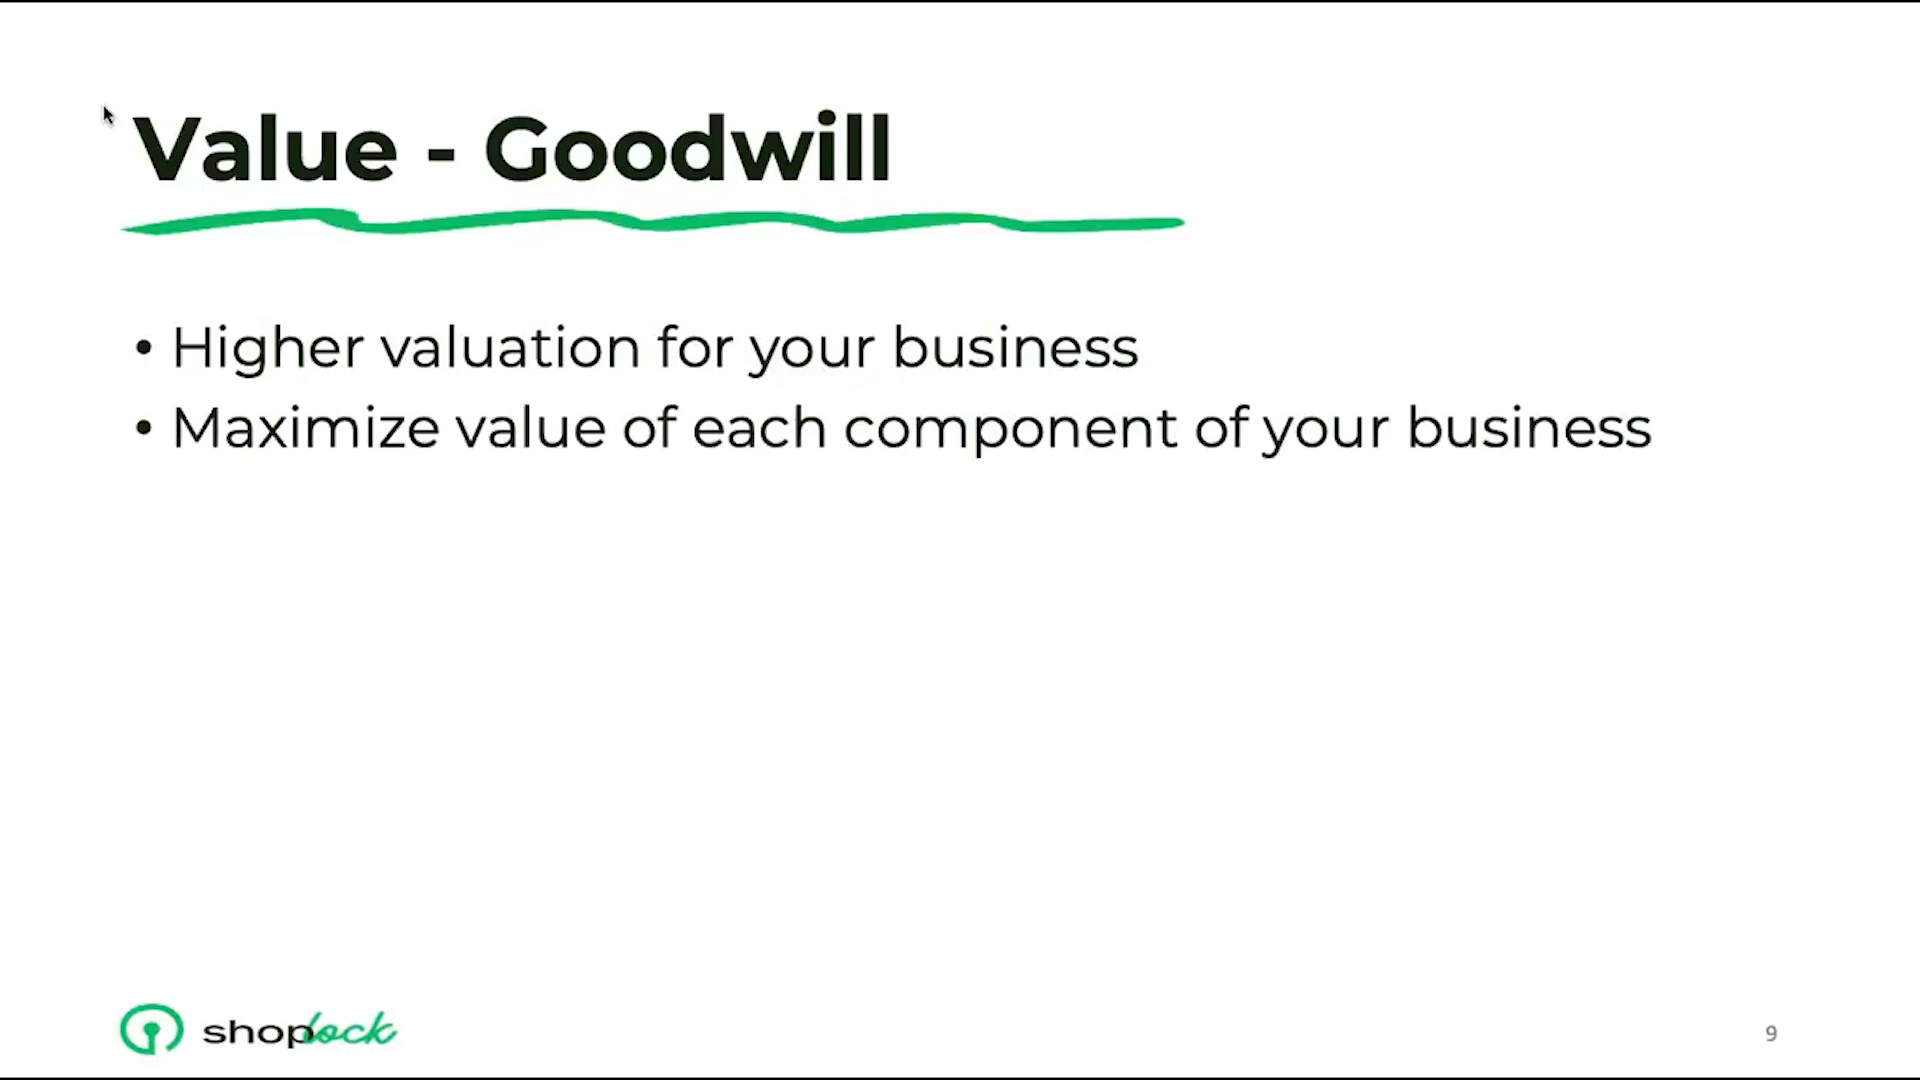 Value - Goodwill
• Higher valuation for your business
• Maximize value of each component of your business
shoplock
9